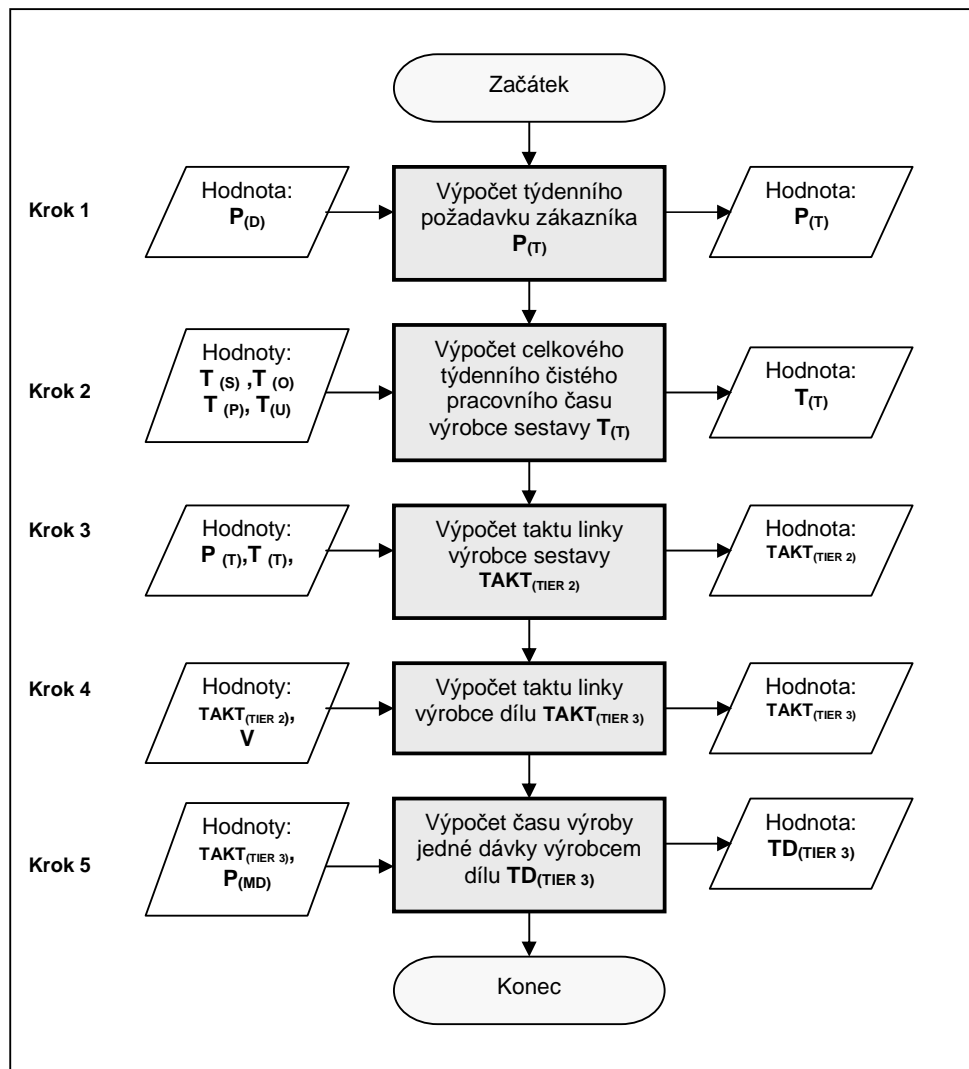 Začátek
Krok 1
Hodnota:
P(D)
Výpočet týdenního
požadavku zákazníka
P(T)
Hodnota:
P(T)
Krok 2
Hodnoty:
T (S) ,T (O)
T (P), T(U)
Výpočet celkového
týdenního čistého
pracovního času
výrobce sestavy T(T)
Hodnota:
T(T)
Krok 3
Hodnoty:
P (T),T (T),
Výpočet taktu linky
výrobce sestavy
TAKT(TIER 2)
Hodnota:
TAKT(TIER 2)
Krok 4
Hodnoty:
TAKT(TIER 2),
V
Výpočet taktu linky
výrobce dílu TAKT(TIER 3)
Hodnota:
TAKT(TIER 3)
Krok 5
Hodnoty:
TAKT(TIER 3),
P(MD)
Výpočet času výroby
jedné dávky výrobcem
dílu TD(TIER 3)
Hodnota:
TD(TIER 3)
Konec